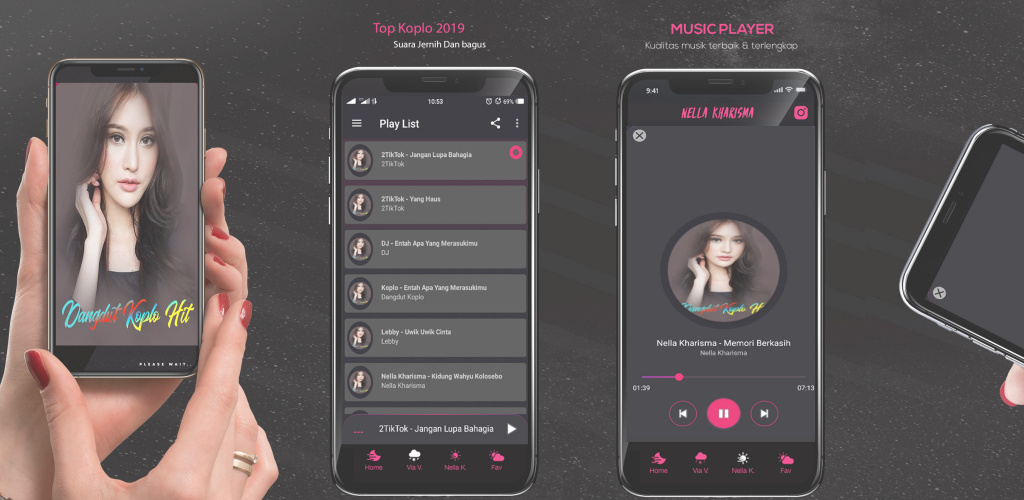 Dangdut Koplo Hit
PLEASE WAIT..
Top Koplo 2019
Suara Jernih Dan bagus
10:53
69%
Play List
2TikTok - Jangan Lupa Bahagia
2TikTok
2TikTok - Yang Haus
2TikTok
DJ - Entah Apa Yang Merasukimu
DJ
Koplo - Entah Apa Yang Merasukimu
Dangdut Koplo
Lebby - Uwik Uwik Cinta
Lebby
Nella Kharisma - Kidung Wahyu Kolosebo
Nella Kharisma
2TikTok - Jangan Lupa Bahagia
Home
Via V.
Nella K.
Fav
MUSIC PLAYER
Kualitas musik terbaik & terlengkap
9:41
NELLA KHARISMA
Dangdut Koplo Hit
Nella Kharisma - Memori Berkasih
Nella Kharisma
01:39
07:13
Home
Via V.
Nella K.
Fav